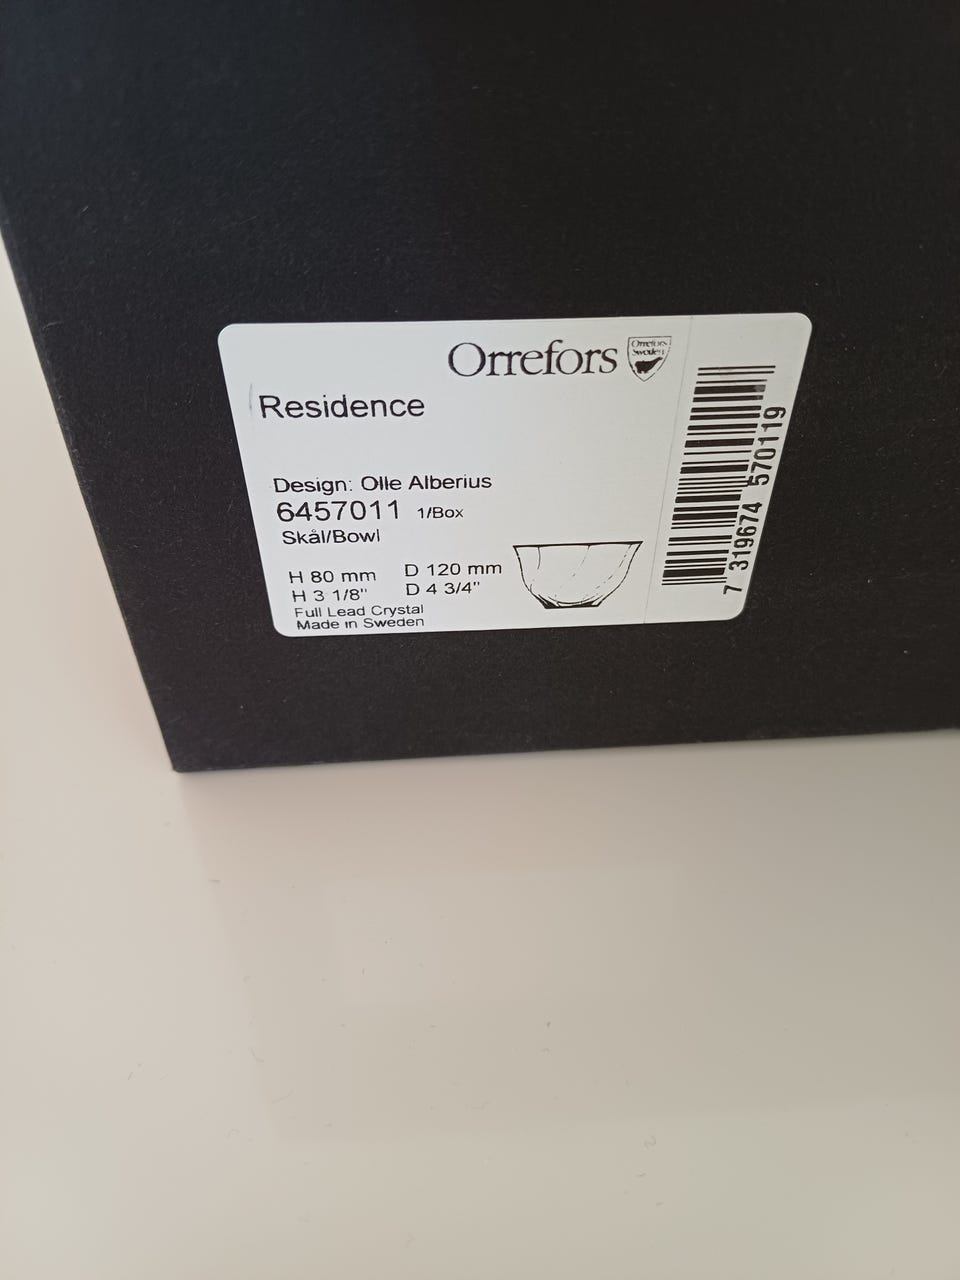 Orrefors
Orrefors
Sweden
Residence
Design: Olle Alberius
6457011 1/Box
Skål/Bowl
H 80 mm D 120 mm
H 3 1/8" D 4 3/4"
Full Lead Crystal
Made in Sweden
7 319674 570119